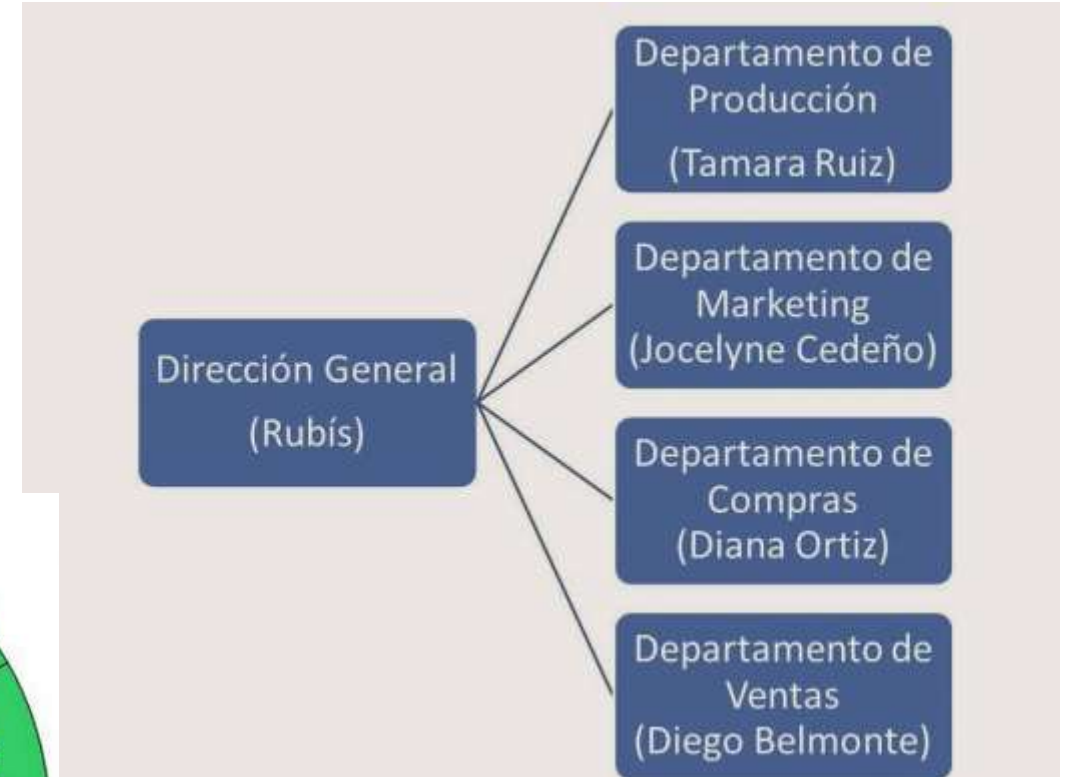 Dirección General
(Rubís)
Departamento de
Producción
(Tamara Ruiz)
Departamento de
Marketing
(Jocelyne Cedeño)
Departamento de
Compras
(Diana Ortiz)
Departamento de
Ventas
(Diego Belmonte)